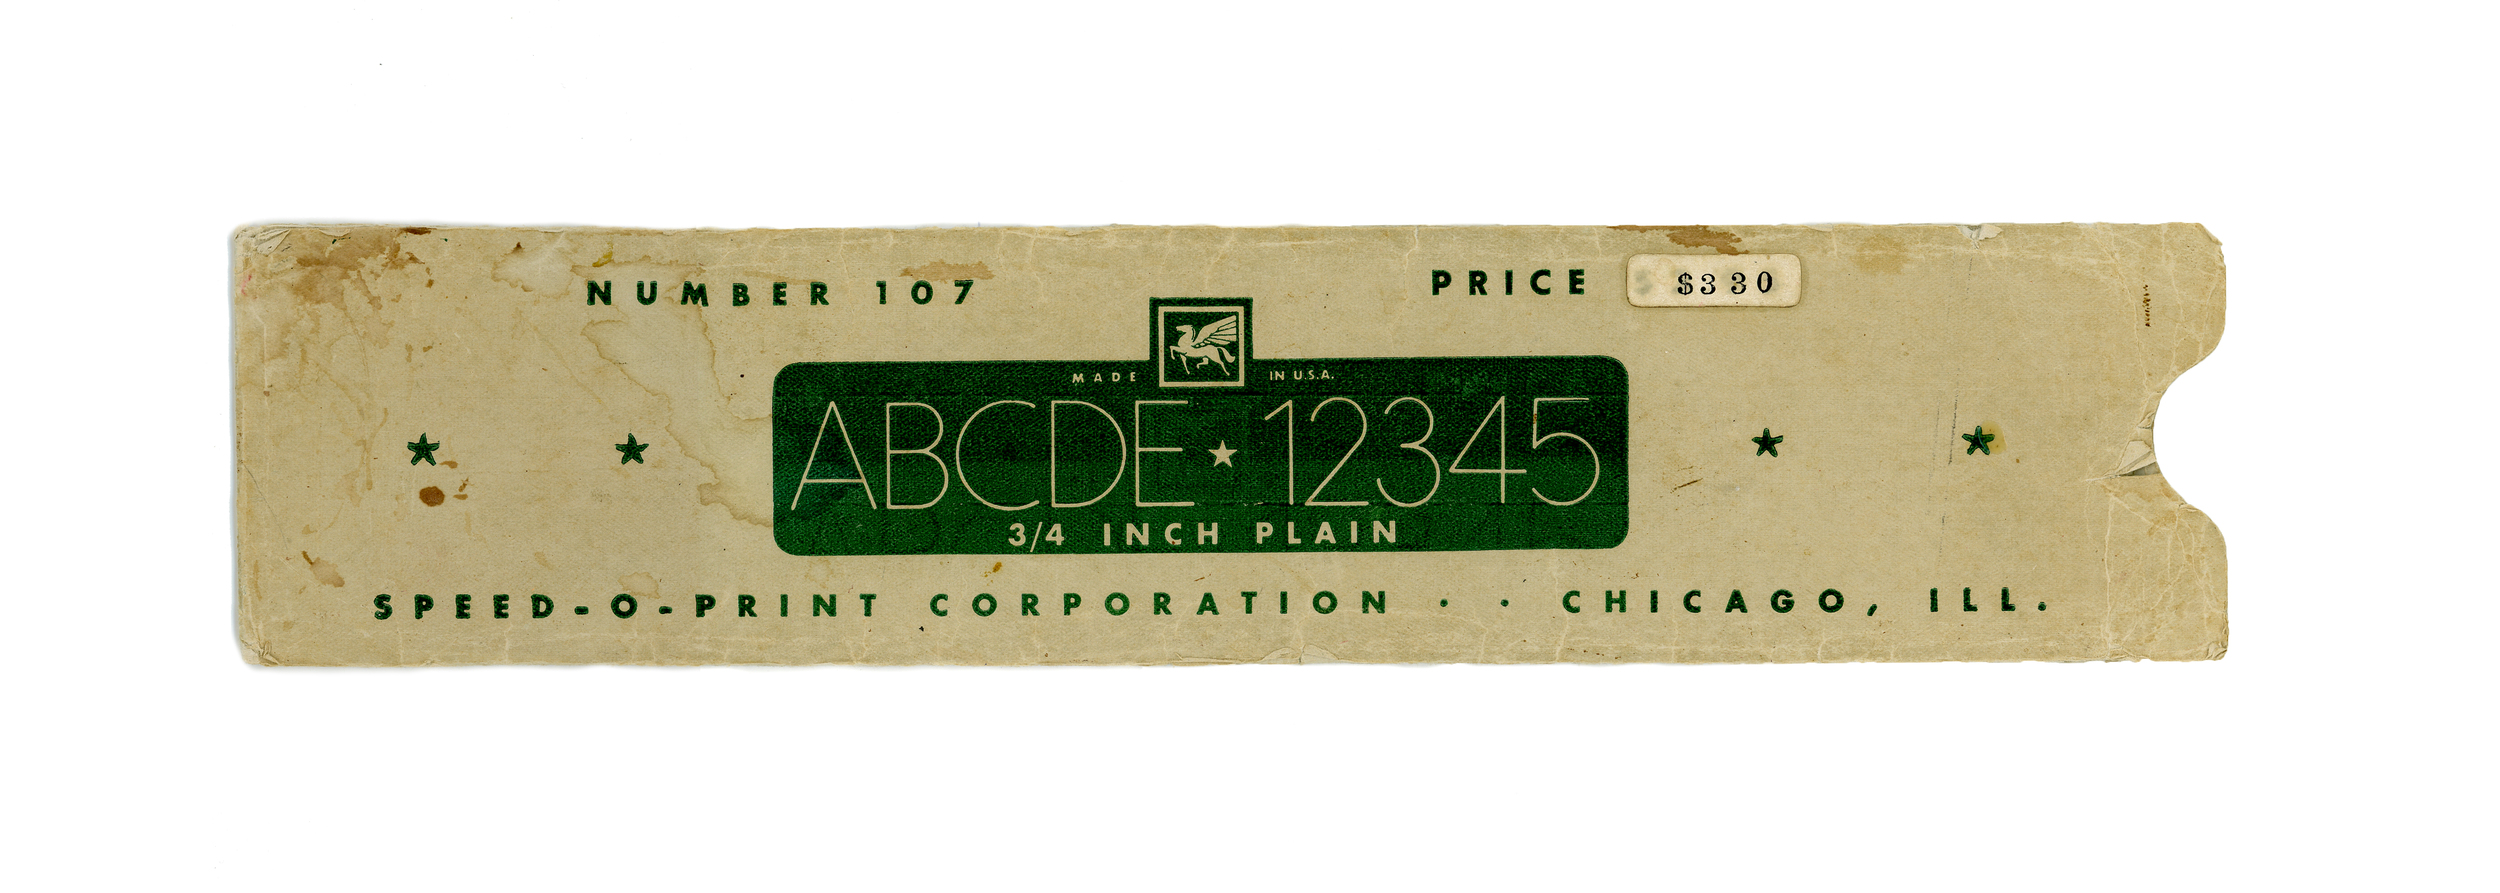 NUMBER 107
PRICE $3 30
MADE IN U.S.A.
ABCDE ★ 12345
3/4 INCH PLAIN
SPEED-O-PRINT CORPORATION · · CHICAGO, ILL.